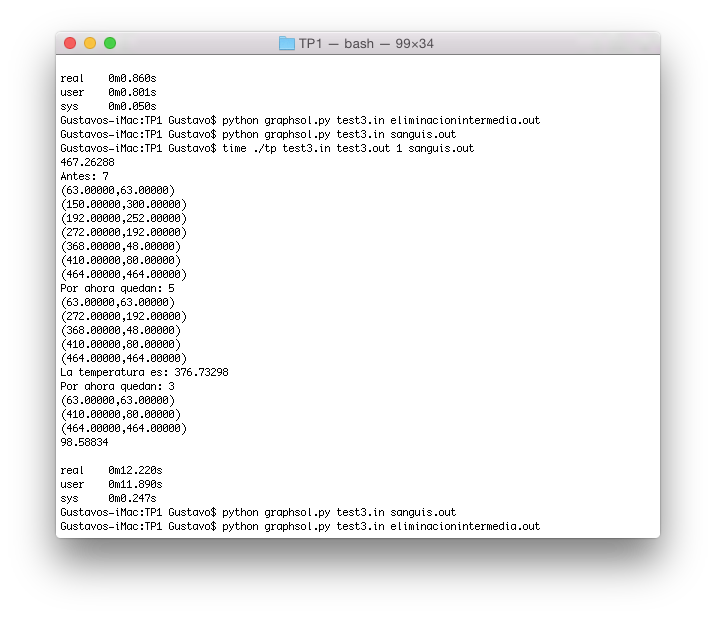 TP1 — bash — 99×34
real    0m0.860s
user    0m0.801s
sys     0m0.050s
Gustavos-iMac:TP1 Gustavo$ python graphsol.py test3.in eliminacionintermedia.out
Gustavos-iMac:TP1 Gustavo$ python graphsol.py test3.in sanguis.out
Gustavos-iMac:TP1 Gustavo$ time ./tp test3.in test3.out 1 sanguis.out
467.26288
Antes: 7
(63.00000,63.00000)
(150.00000,300.00000)
(192.00000,252.00000)
(272.00000,192.00000)
(368.00000,48.00000)
(410.00000,80.00000)
(464.00000,464.00000)
Por ahora quedan: 5
(63.00000,63.00000)
(272.00000,192.00000)
(368.00000,48.00000)
(410.00000,80.00000)
(464.00000,464.00000)
La temperatura es: 376.73298
Por ahora quedan: 3
(63.00000,63.00000)
(410.00000,80.00000)
(464.00000,464.00000)
98.58834
real    0m12.220s
user    0m11.890s
sys     0m0.247s
Gustavos-iMac:TP1 Gustavo$ python graphsol.py test3.in sanguis.out
Gustavos-iMac:TP1 Gustavo$ python graphsol.py test3.in eliminacionintermedia.out